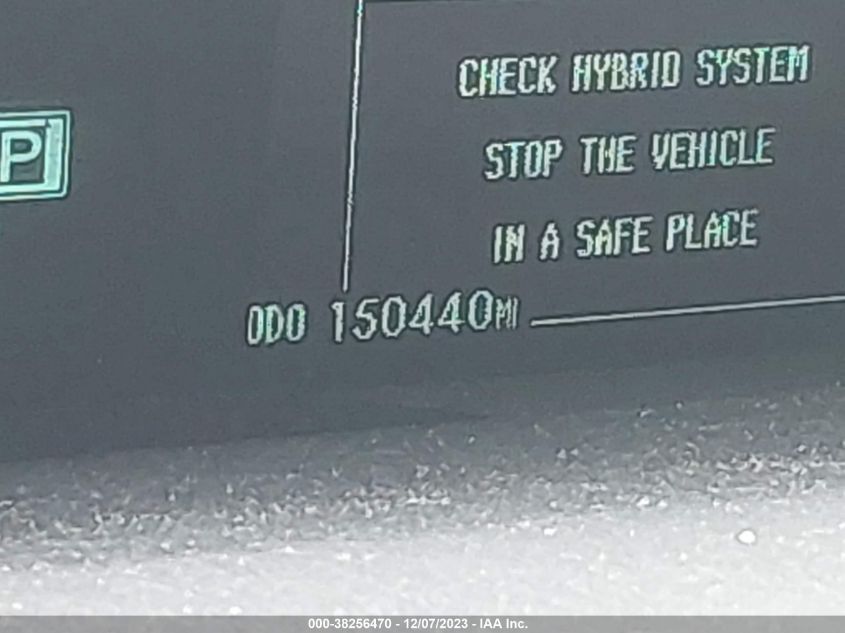 CHECK HYBRID SYSTEM
STOP THE VEHICLE
IN A SAFE PLACE
P
ODO 150440MI
000-38256470 - 12/07/2023 - IAA Inc.